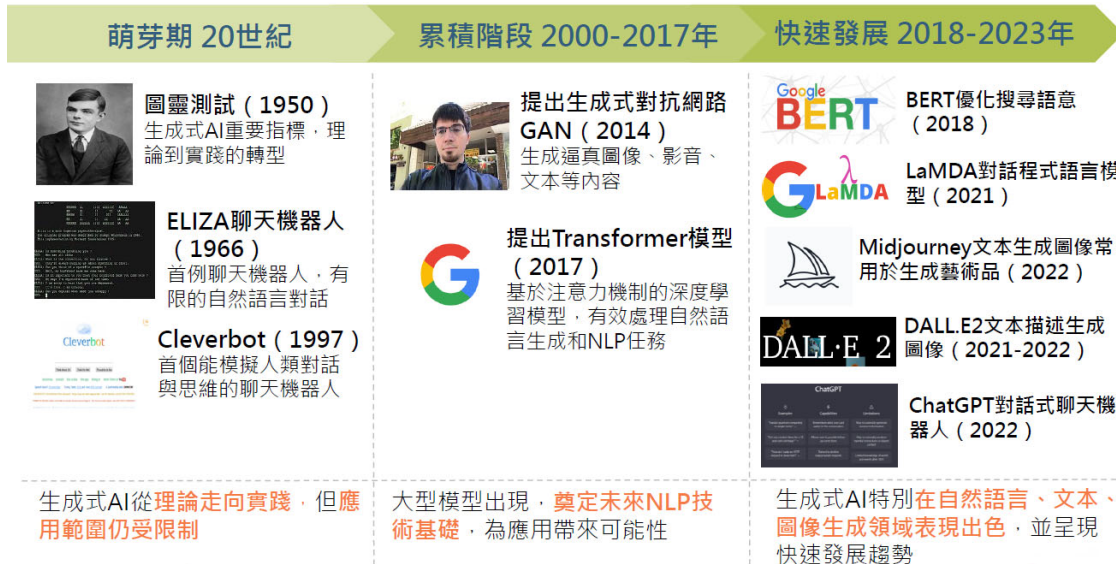 萌芽期 20世紀
累積階段 2000-2017年
快速發展 2018-2023年
圖靈測試（1950）
生成式AI重要指標，理
論到實踐的轉型
ELIZA聊天機器人
（1966）
首例聊天機器人，有
限的自然語言對話
Cleverbot
Cleverbot（1997）
首個能模擬人類對話
與思維的聊天機器人
生成式AI從理論走向實踐，但應
用範圍仍受限制
提出生成式對抗網路
GAN（2014）
生成逼真圖像、影音、
文本等內容
G
提出Transformer模型
（2017）
基於注意力機制的深度學
習模型，有效處理自然語
言生成和NLP任務
大型模型出現，奠定未來NLP技
術基礎，為應用帶來可能性
Google
BERT
BERT優化搜尋語意
（2018）
G
λ
LaMDA
LaMDA對話程式語言模
型（2021）
Midjourney文本生成圖像常
用於生成藝術品（2022）
DALL·E 2
DALL.E2文本描述生成
圖像（2021-2022）
ChatGPT
Examples
Capabilities
Limitations
ChatGPT對話式聊天機
器人（2022）
生成式AI特別在自然語言、文本、
圖像生成領域表現出色，並呈現
快速發展趨勢